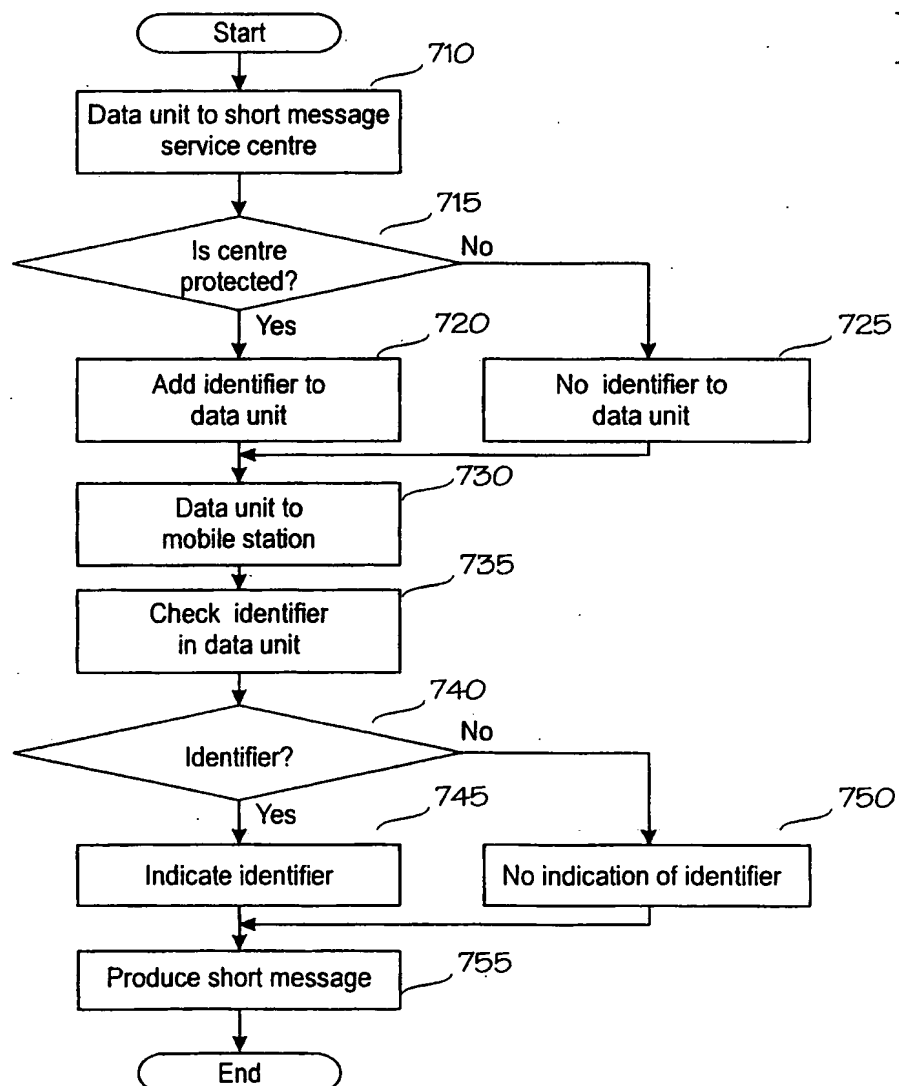 Start
710
Data unit to short message
service centre
715
Is centre
protected?
No
Yes
720
Add identifier to
data unit
725
No identifier to
data unit
730
Data unit to
mobile station
735
Check identifier
in data unit
740
Identifier?
No
Yes
745
Indicate identifier
750
No indication of identifier
755
Produce short message
End